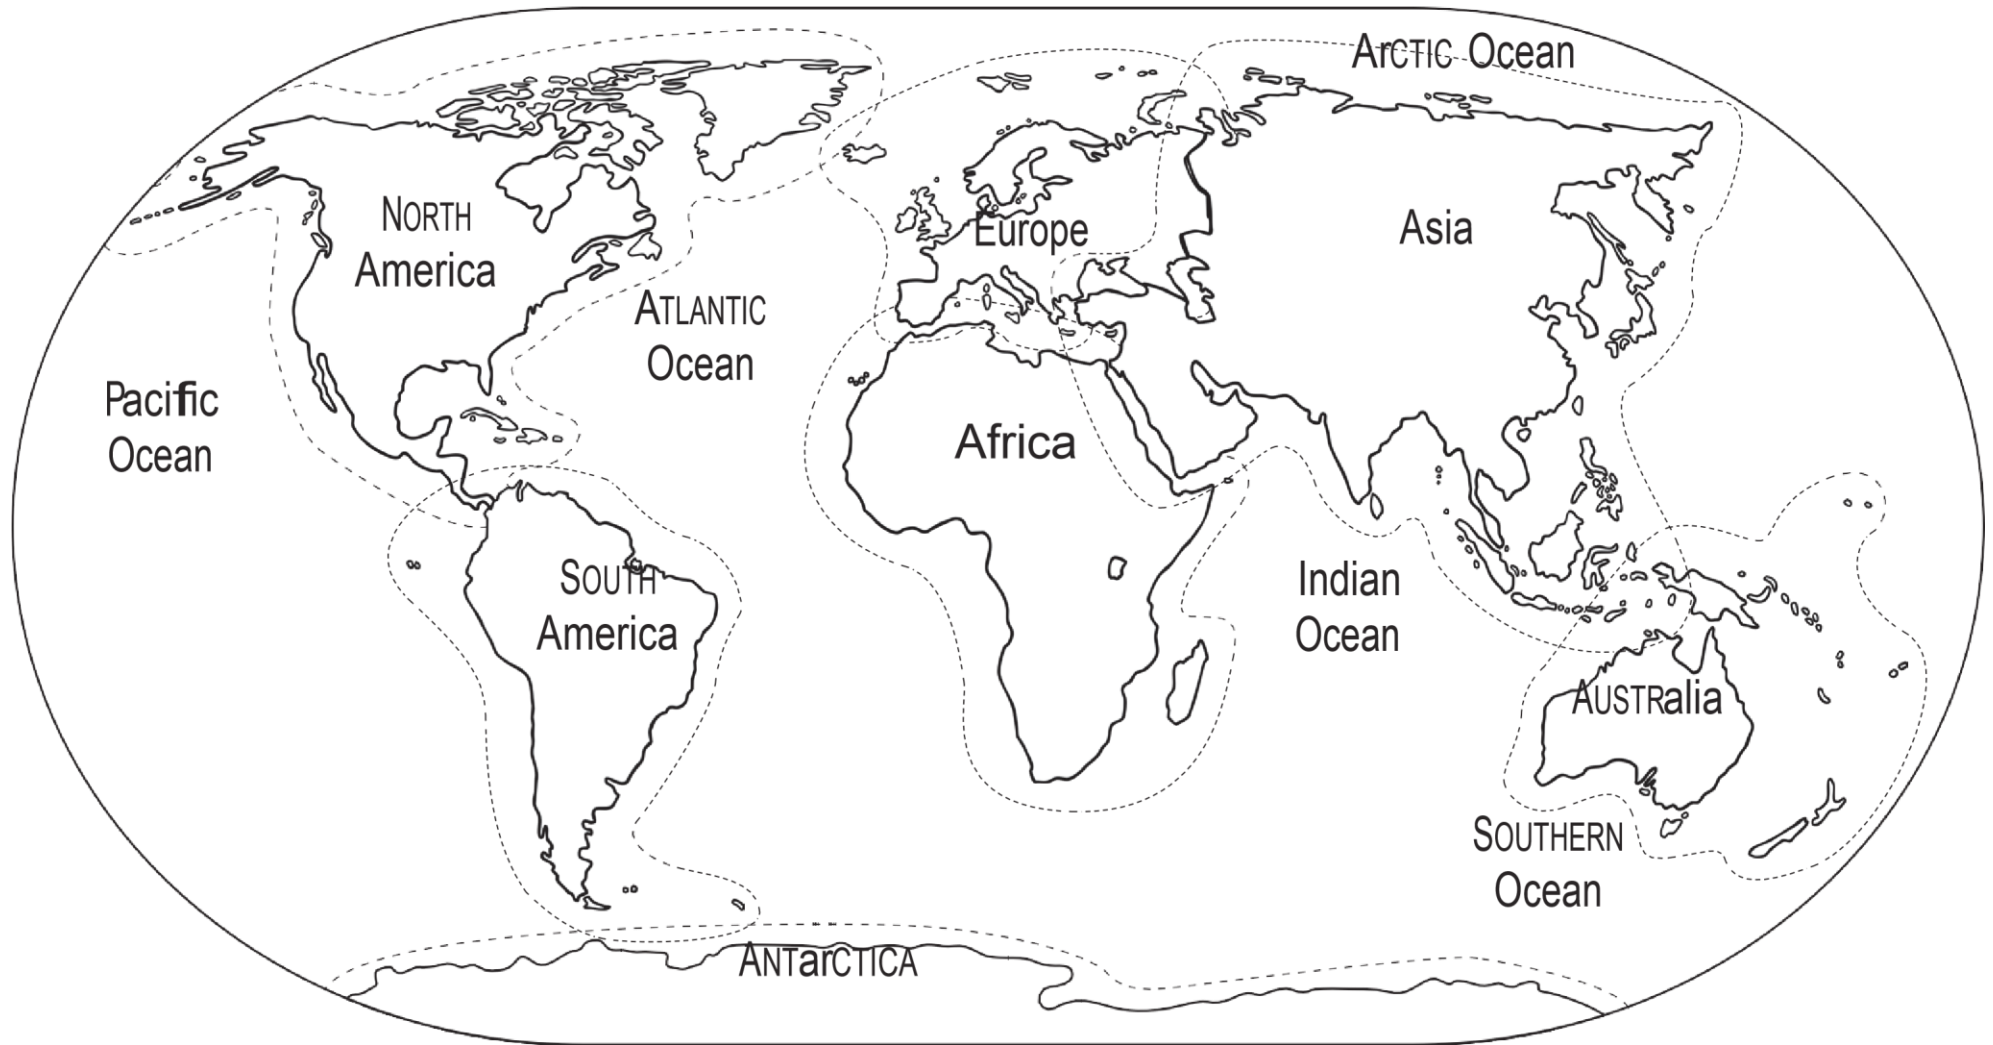 ArCTIC Ocean
NORTH
America
Europe
Asia
ATLANTIC
Ocean
Pacific
Ocean
Africa
SOUTH
America
Indian
Ocean
AUSTRalia
SOUTHERN
Ocean
ANTarCTICA